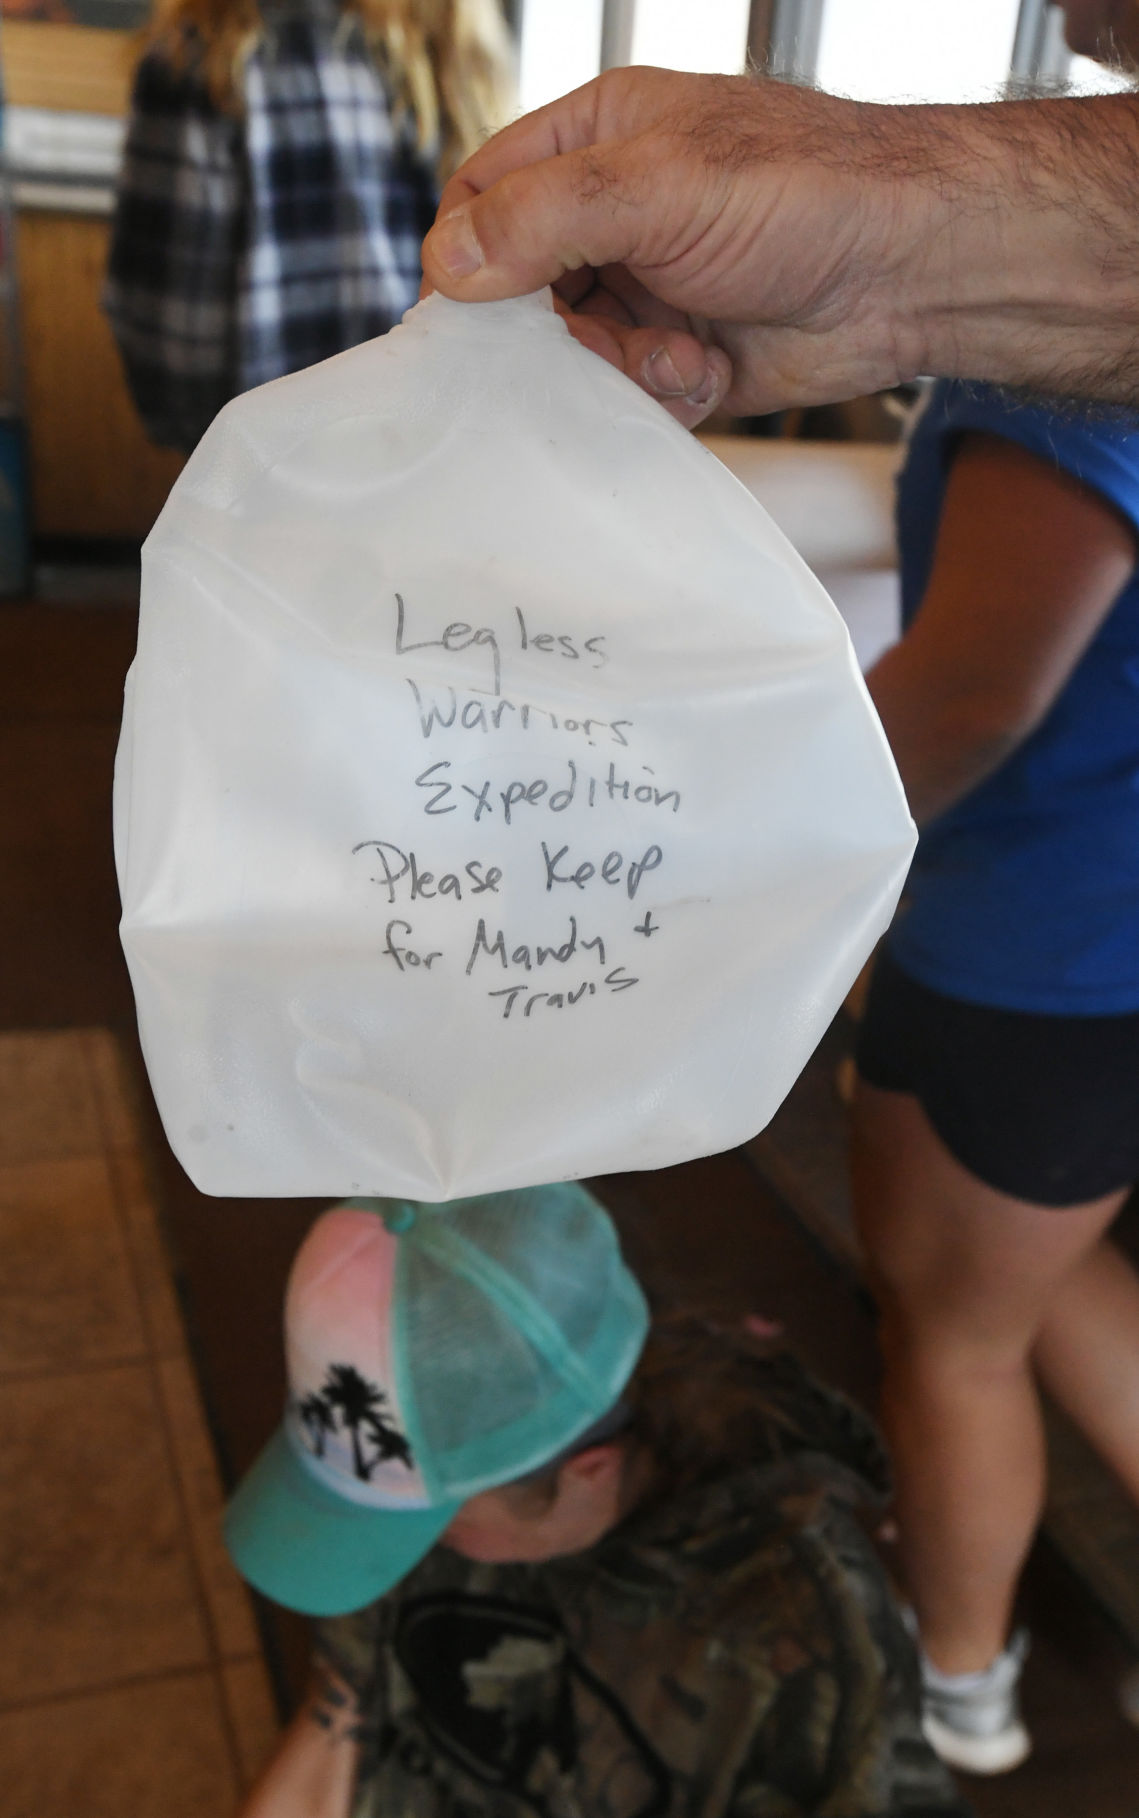 Legless
Warriors
Expedition
Please Keep
for Mandy +
Travis